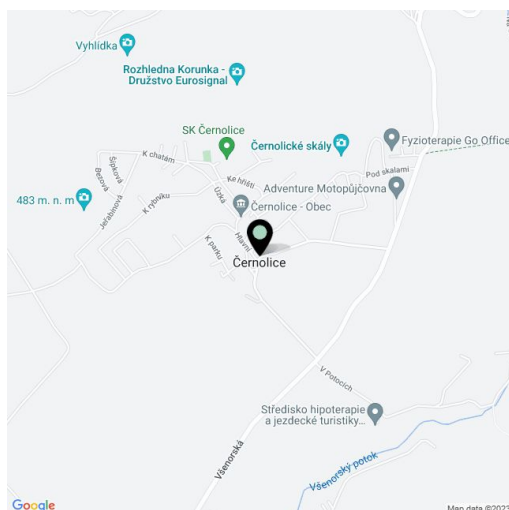 Vyhlídka
Rozhledna Korunka -
Družstvo Eurosignal
SK Černolice
Černolické skály
Fyzioterapie Go Office
K chatám
Šípková
Bezová
Ke hřišti
Pod skalami
Adventure Motopůjčovna
483 m. n. m
Jeřabinová
K rybníku
Úzká
Černolice - Obec
K parku
Hlavní
Černolice
V Potocích
Středisko hipoterapie
a jezdecké turistiky...
Všenorská
Všenorský potok
Google
Map data ©202